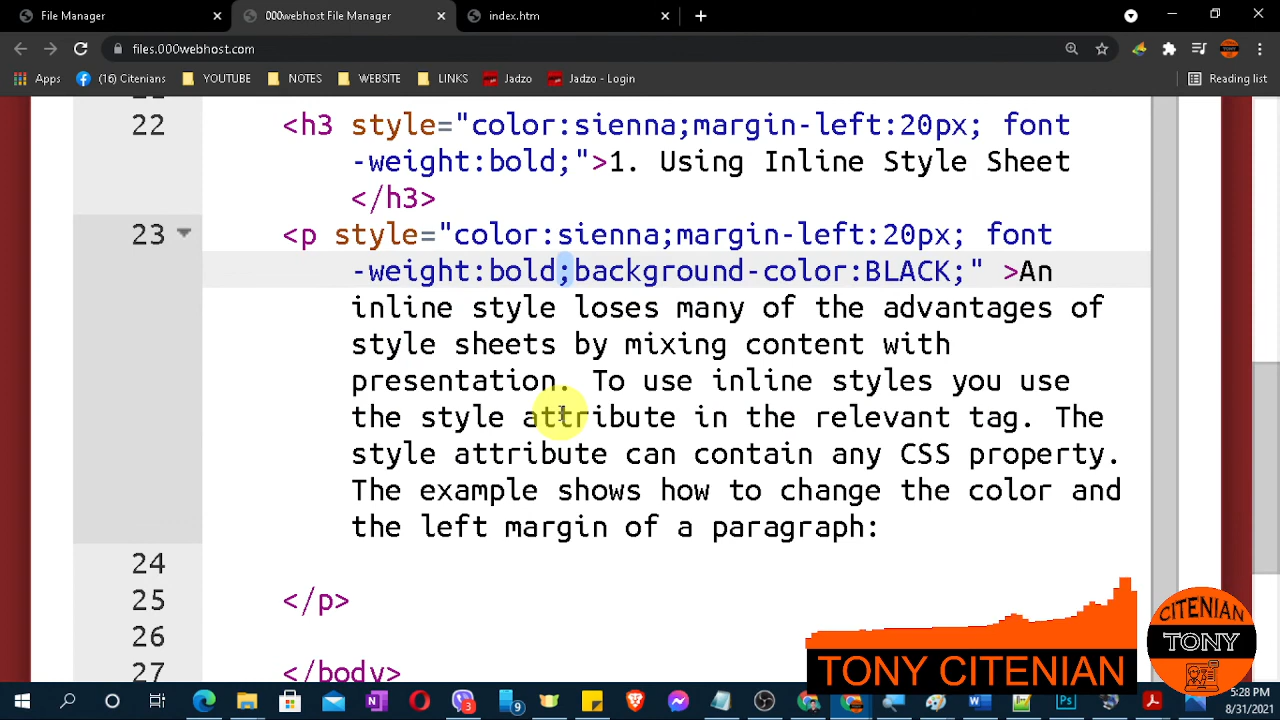 File Manager
000webhost File Manager
index.htm
files.000webhost.com
Apps
(16) Citenians
YOUTUBE
NOTES
WEBSITE
LINKS
Jadzo
Jadzo - Login
Reading list
22 <h3 style="color:sienna;margin-left:20px; font
-weight:bold;">1. Using Inline Style Sheet
</h3>
23 <p style="color:sienna;margin-left:20px; font
-weight:bold;background-color:BLACK;" >An
inline style loses many of the advantages of
style sheets by mixing content with
presentation. To use inline styles you use
the style attribute in the relevant tag. The
style attribute can contain any CSS property.
The example shows how to change the color and
the left margin of a paragraph:
24
25 </p>
26
27 </body>
CITENIAN
TONY
TONY CITENIAN
3
9
5:28 PM
8/31/2021